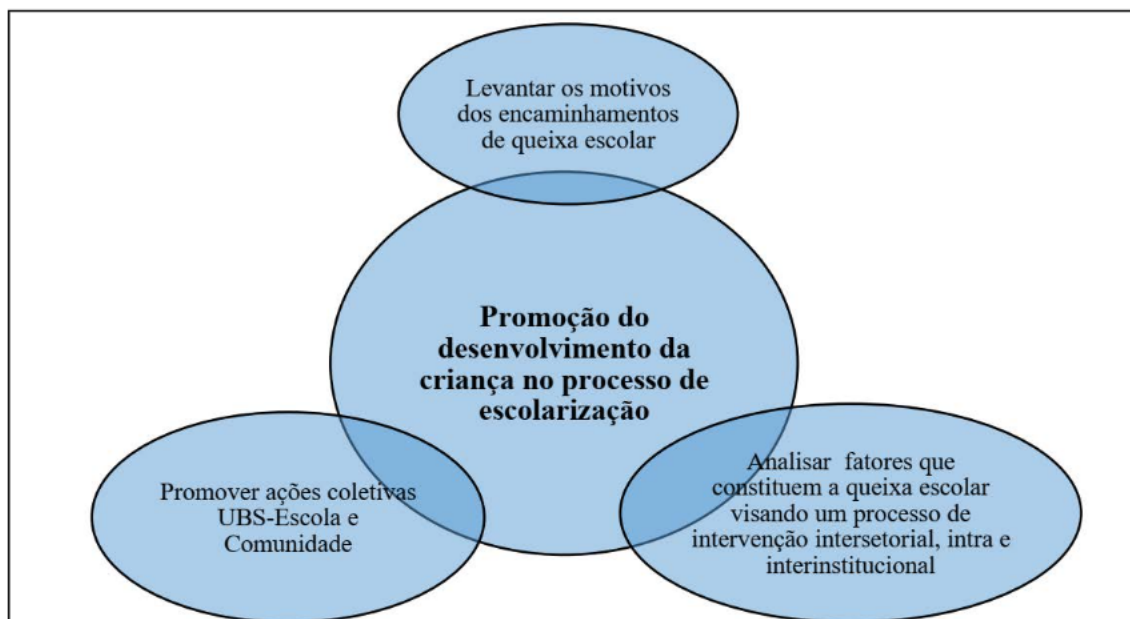 Levantar os motivos
dos encaminhamentos
de queixa escolar
Promoção do
desenvolvimento da
criança no processo de
escolarização
Promover ações coletivas
UBS-Escola e
Comunidade
Analisar fatores que
constituem a queixa escolar
visando um processo de
intervenção intersetorial, intra e
interinstitucional